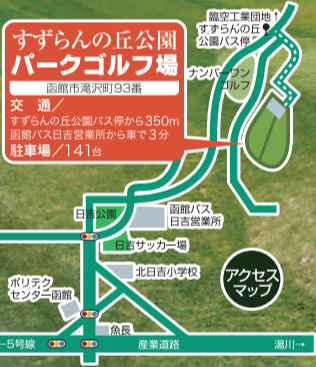 すずらんの丘公園
パークゴルフ場
函館市滝沢町93番
交　通／
すずらんの丘公園バス停から350m
函館バス日吉営業所から車で3分
駐車場／141台
臨空工業団地↑
すずらんの丘
公園バス停
ナンバーワン
ゴルフ
日吉公園
函館バス
日吉営業所
日吉サッカー場
北日吉小学校
アクセス
マップ
ポリテク
センター函館
魚長
←5号線
産業道路
湯川→